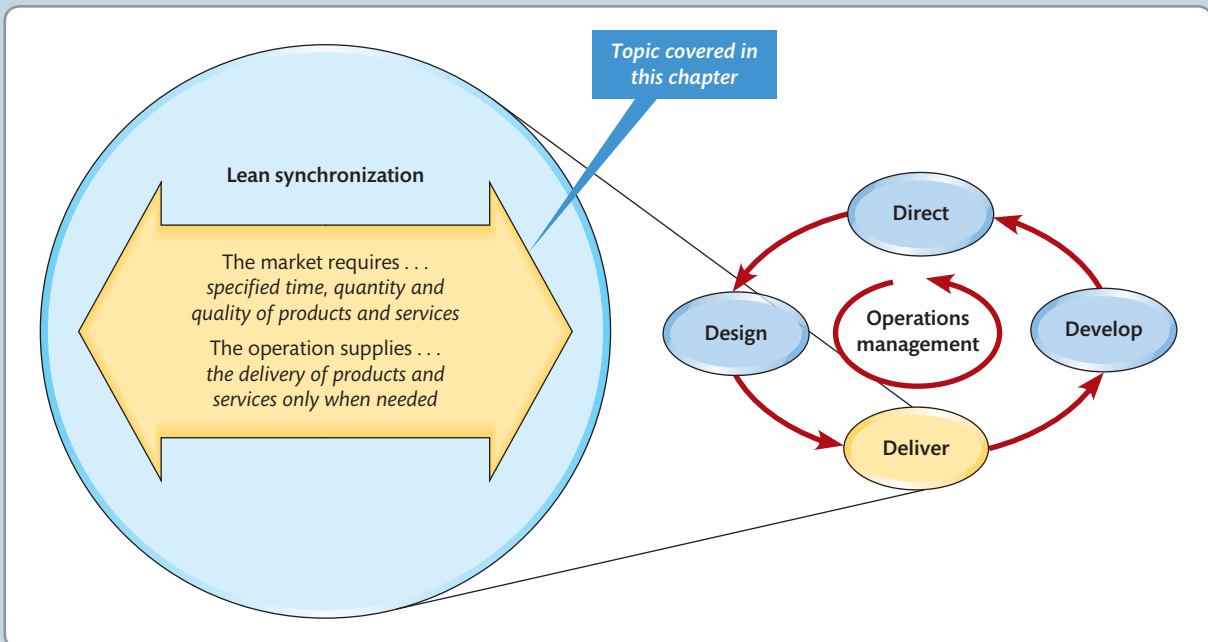 Topic covered in
this chapter
Lean synchronization
The market requires . . .
specified time, quantity and
quality of products and services
The operation supplies . . .
the delivery of products and
services only when needed
Direct
Design
Operations
management
Develop
Deliver